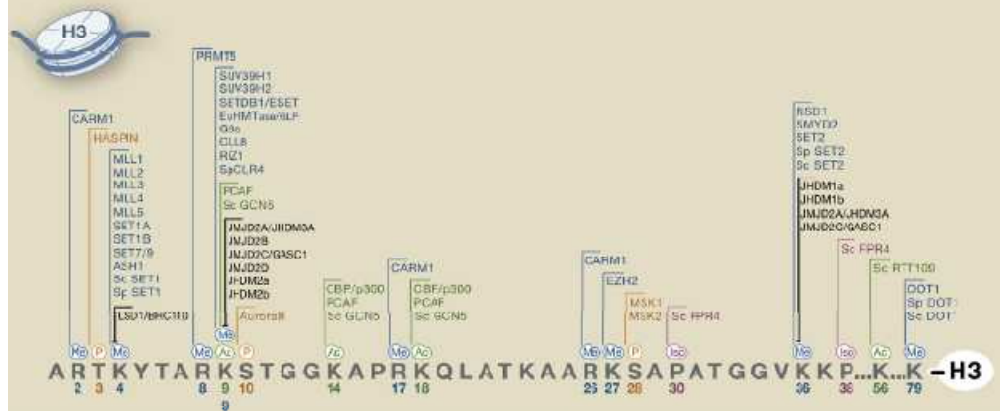 H3
PRMT5
SUV39H1
SUV39H2
SETDB1/ESET
G9a
CLL8
RIZ1
SpCLR4
CARM1
HASPIN
MLL1
MLL2
MLL3
MLL4
MLL5
SET1A
SET1B
SET7/9
ASH1
Sc SET1
Sp SET1
LSD1/BHC110
PCAF
Sc GCN5
JMJD2A/JHDM3A
JMJD2B
JMJD2C/GASC1
JMJD2D
JHDM2a
JHDM2b
AuroraB
CBP/p300
PCAF
Sc GCN5
CARM1
CBP/p300
PCAF
Sc GCN5
CARM1
EZH2
MSK1
MSK2
Sc FPR4
NSD1
SMYD2
SET2
Sp SET2
Sc SET2
JHDM1a
JHDM1b
JMJD2A/JHDM3A
JMJD2C/GASC1
Sc FPR4
Sc RTT109
DOT1
Sp DOT1
Sc DOT1
Me
Me P Me Me Ac P Ac Me Ac Me Me P Iso Me Iso Ac Me
ARTKYTARKSTGGKAPRKQLATKAARKSAPATGGVKKP...K...K-H3
2 3 4 8 9 10 14 17 18 26 27 28 30 36 38 56 79
9